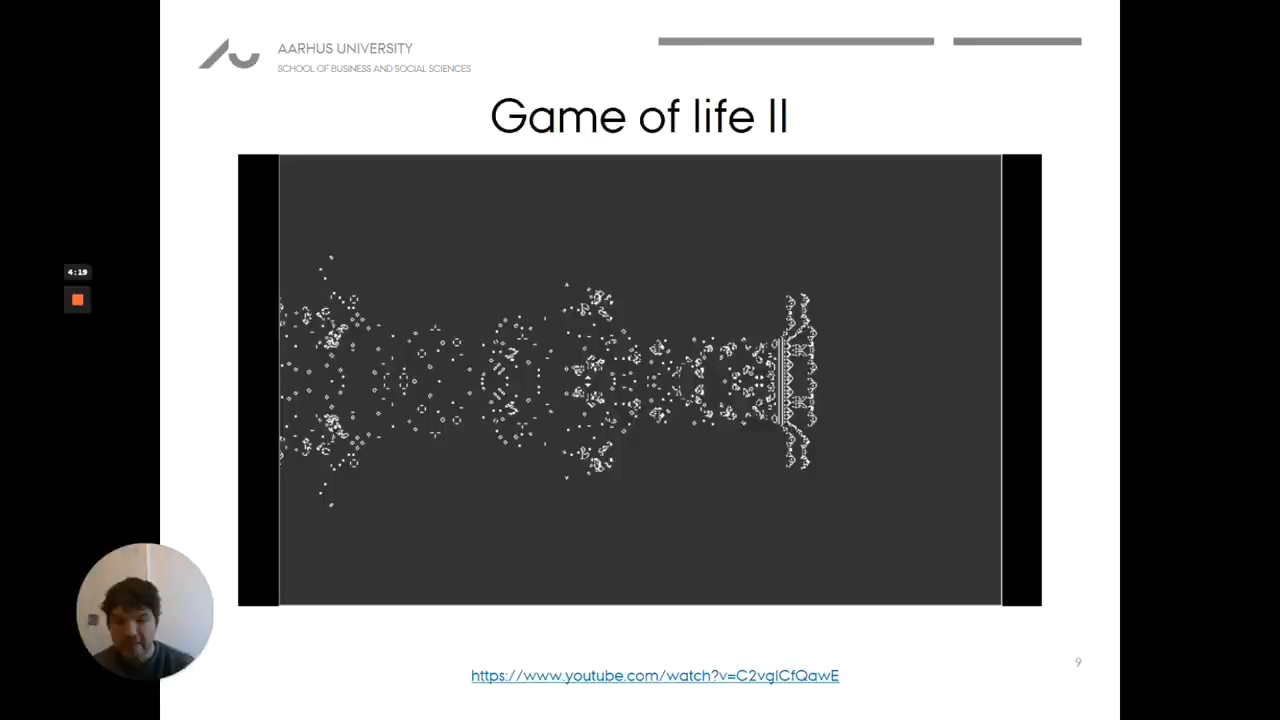 AARHUS UNIVERSITY
SCHOOL OF BUSINESS AND SOCIAL SCIENCES
Game of life II
4:19
9
https://www.youtube.com/watch?v=C2vgICfQawE